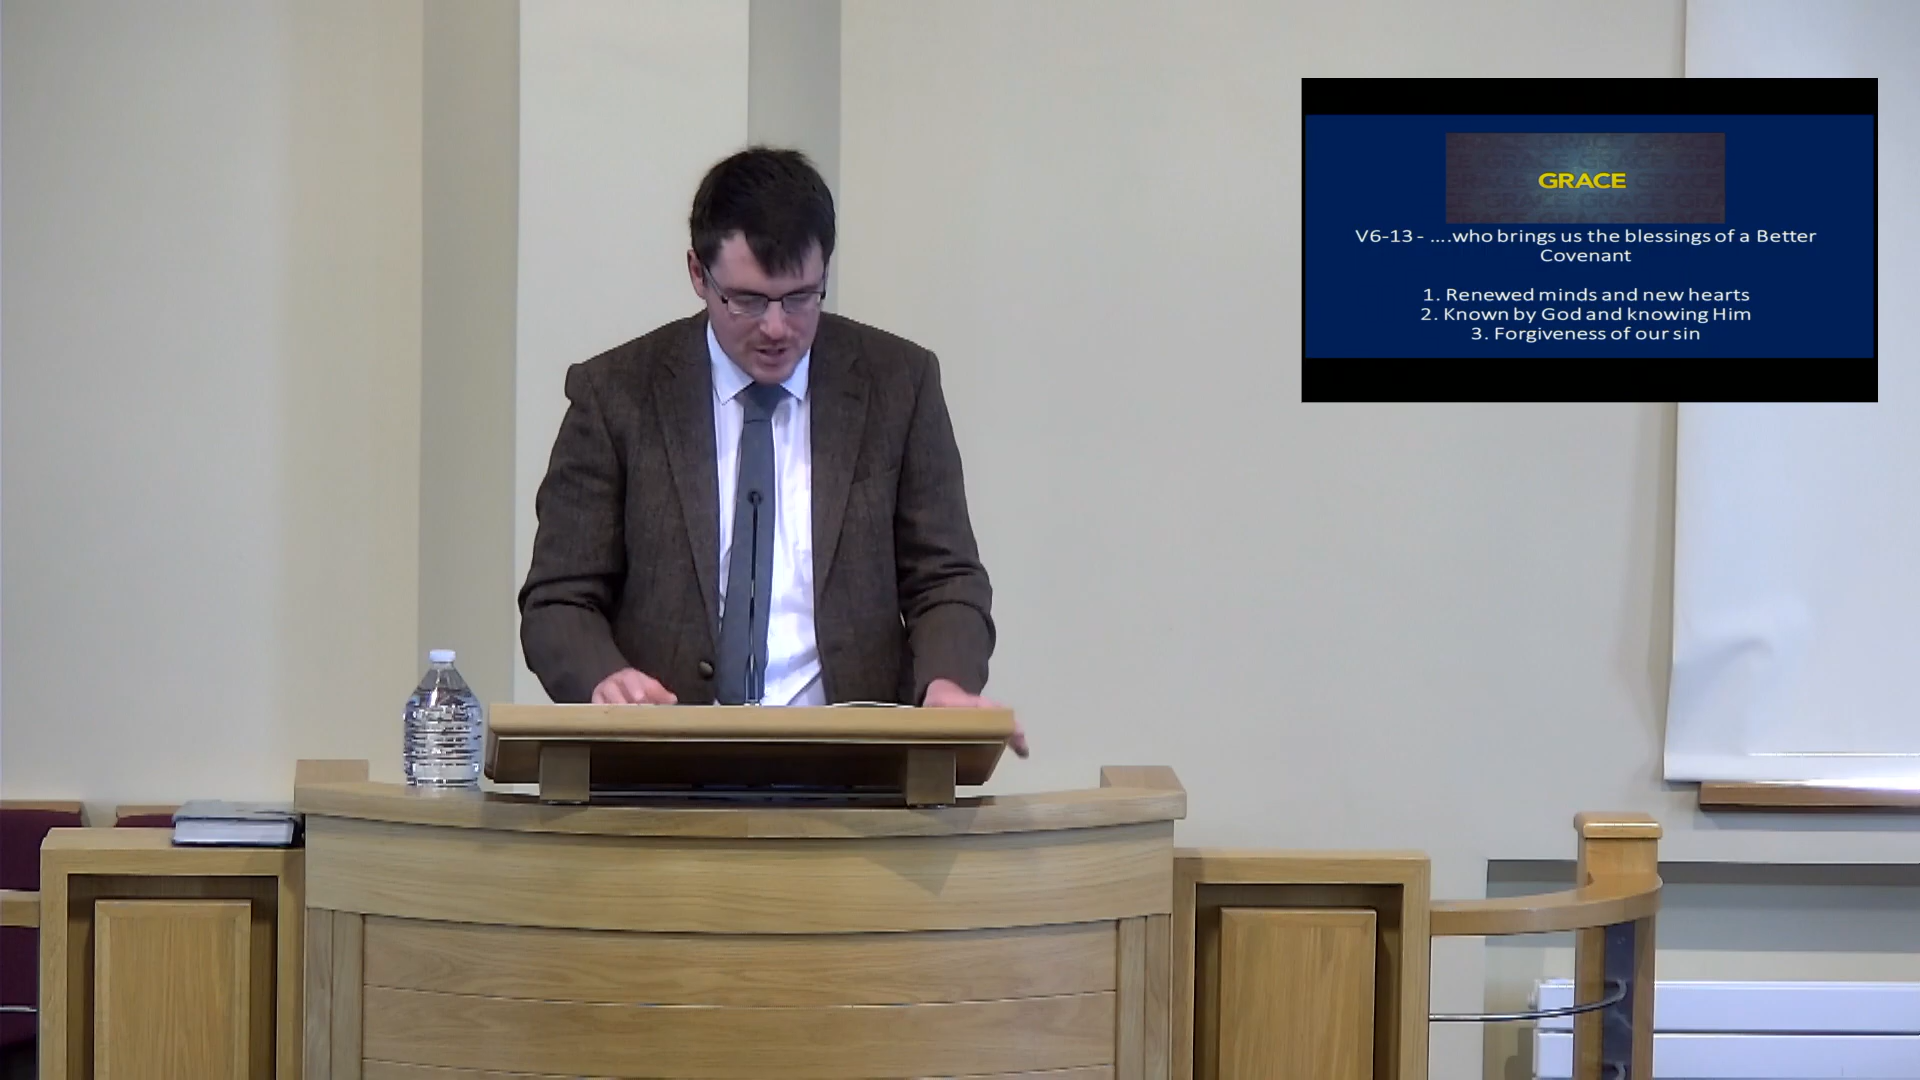 GRACE
V6-13 - ....who brings us the blessings of a Better
Covenant
1. Renewed minds and new hearts
2. Known by God and knowing Him
3. Forgiveness of our sin